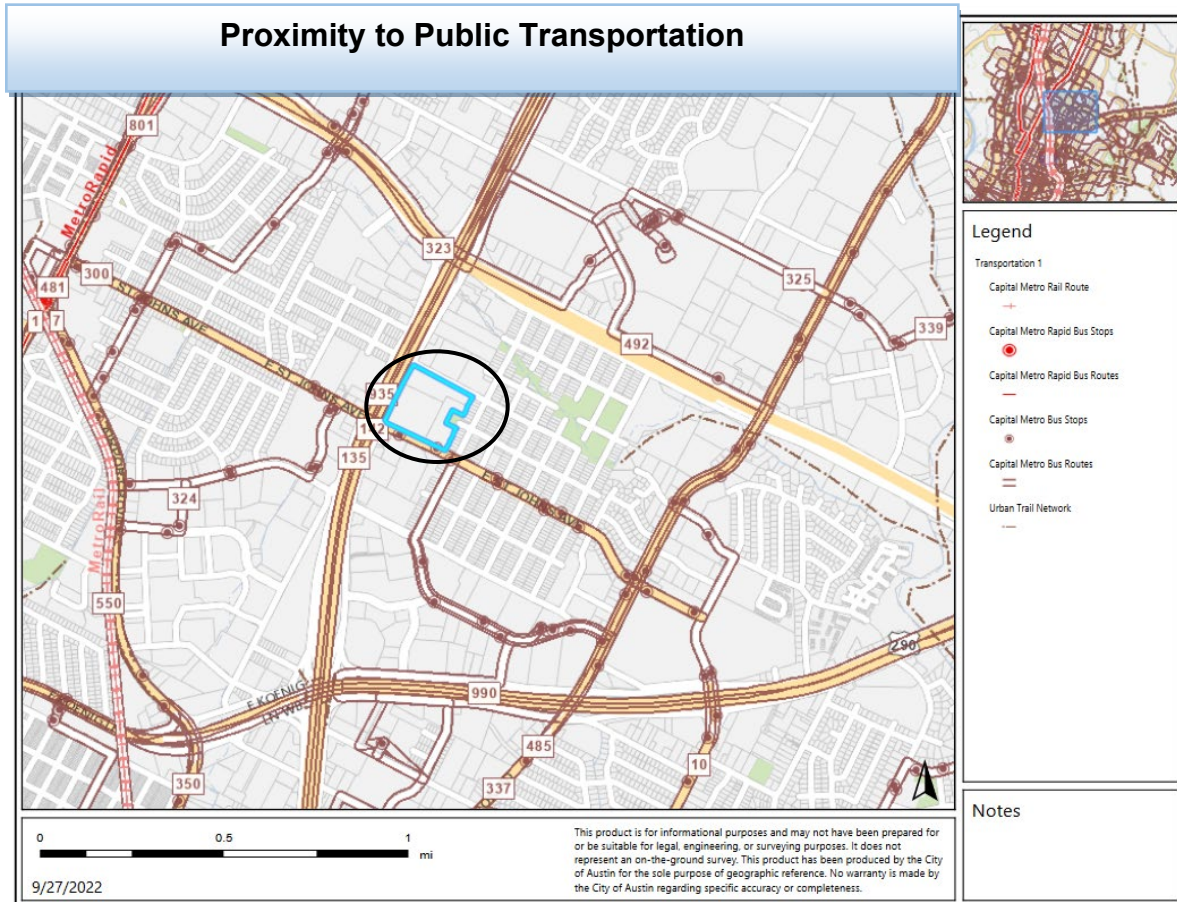 Proximity to Public Transportation
801
MetroRapid
323
300
481
ST JOHNS AVE
325
1
7
339
492
935
E ST JOHNS AVE
142
135
324
E ST JOHNS AVE
MetroRail
550
290
E KOENIG
990
485
350
337
10
Legend
Transportation 1
Capital Metro Rail Route
Capital Metro Rapid Bus Stops
Capital Metro Rapid Bus Routes
Capital Metro Bus Stops
Capital Metro Bus Routes
Urban Trail Network
Notes
0 0.5 1
mi
9/27/2022
This product is for informational purposes and may not have been prepared for
or be suitable for legal, engineering, or surveying purposes. It does not
represent an on-the-ground survey. This product has been produced by the City
of Austin for the sole purpose of geographic reference. No warranty is made by
the City of Austin regarding specific accuracy or completeness.